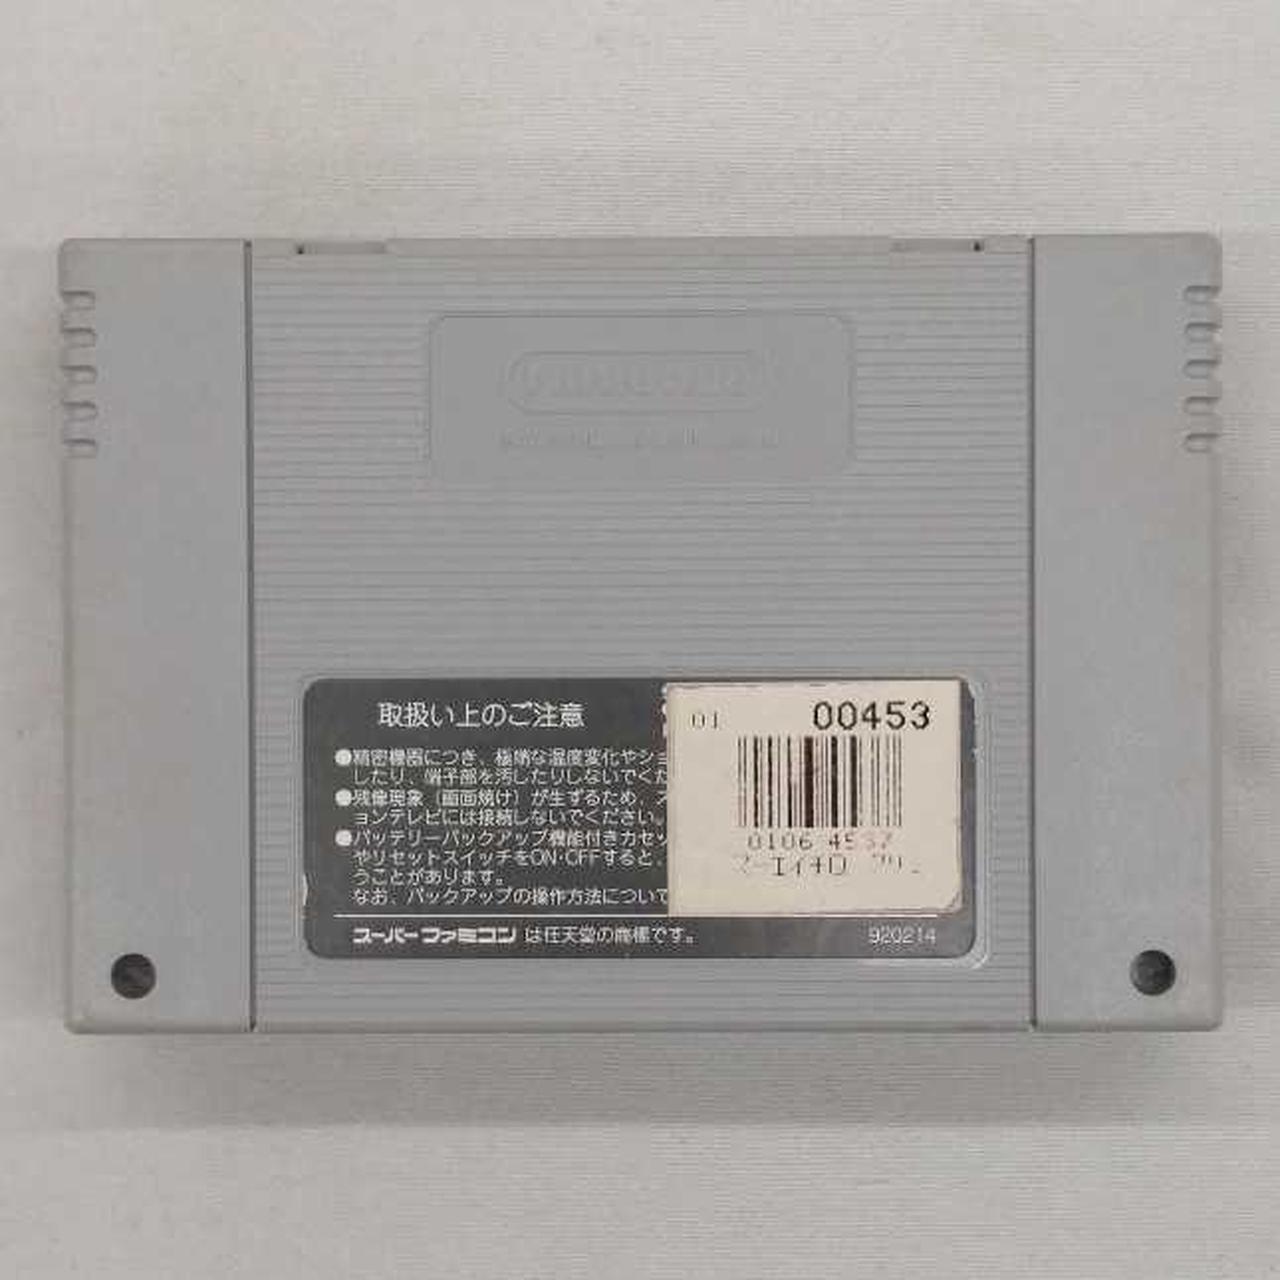 取扱い上のご注意
●精密機器につき、極端な温度変化やショ
したり、端子部を汚したりしないでくだ
●残像現象(画面焼け)が生ずるため、ス
ョンテレビには接続しないでください。
●バッテリーバックアップ機能付きカセッ
やリセットスイッチをON・OFFすると、
うことがあります。
なお、バックアップの操作方法について
スーパーファミコン は任天堂の商標です。
920214
01
00453
0106 4537